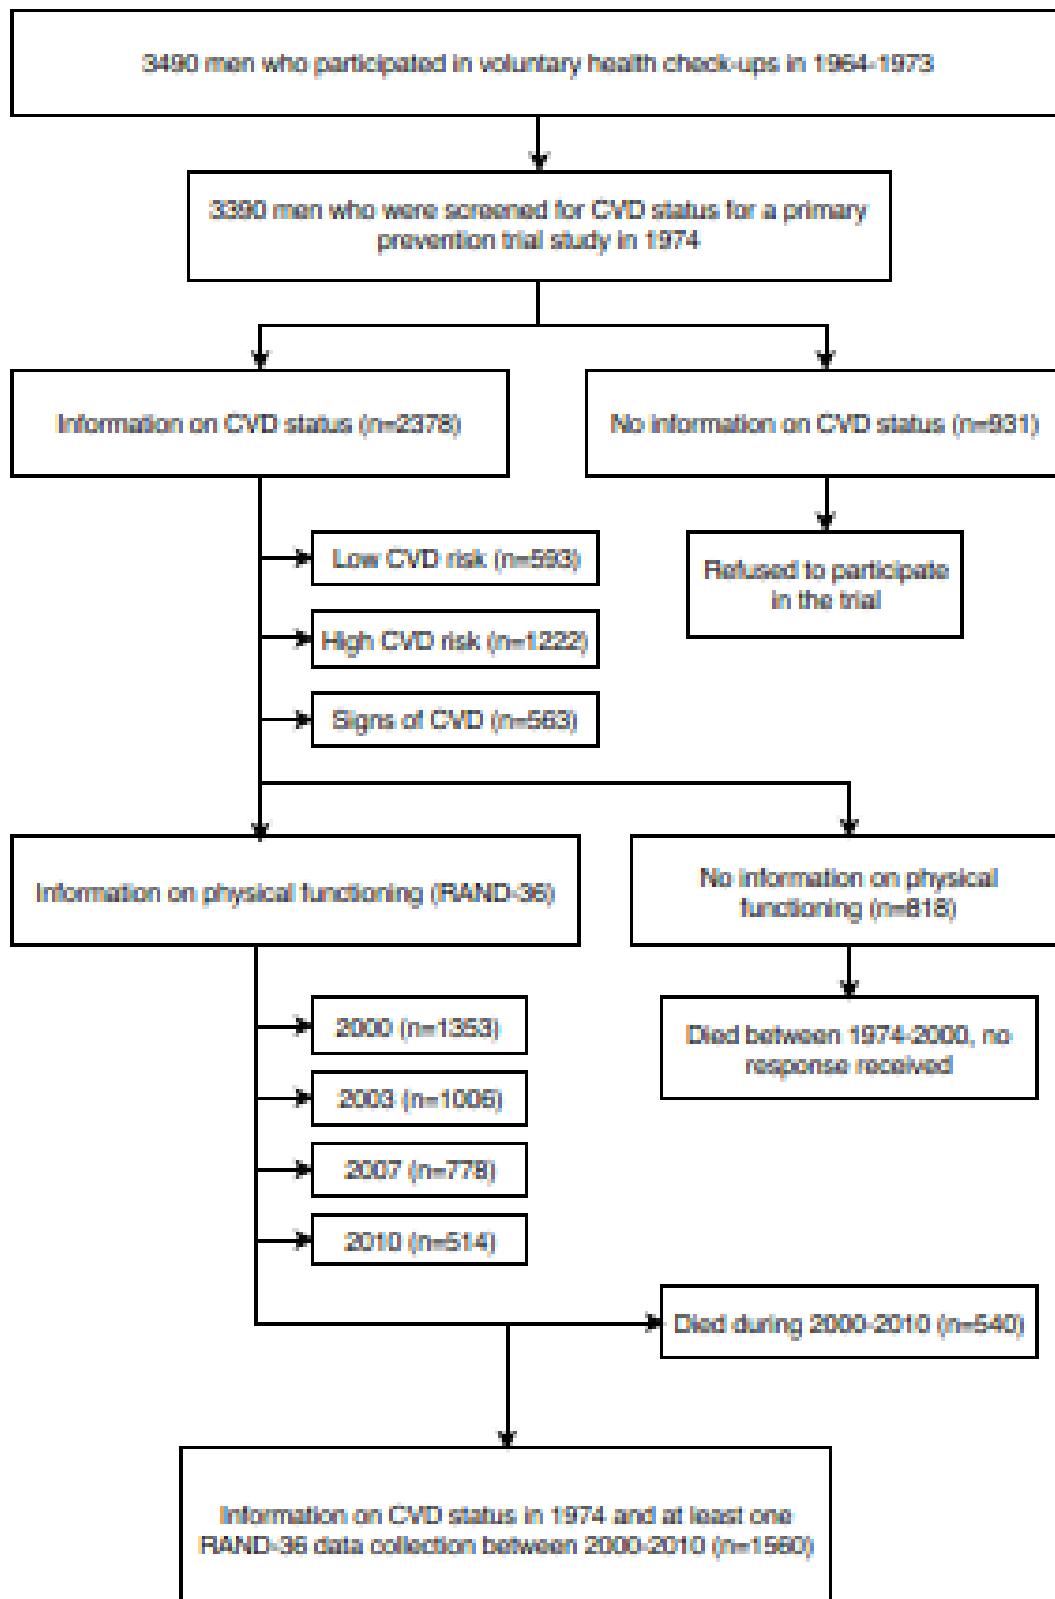 3490 men who participated in voluntary health check-ups in 1964-1973
3390 men who were screened for CVD status for a primary
prevention trial study in 1974
Information on CVD status (n=2378)
No information on CVD status (n=931)
Low CVD risk (n=593)
Refused to participate
in the trial
High CVD risk (n=1222)
Signs of CVD (n=563)
Information on physical functioning (RAND-36)
No information on physical
functioning (n=818)
2000 (n=1353)
Died between 1974-2000, no
response received
2003 (n=1006)
2007 (n=778)
2010 (n=514)
Died during 2000-2010 (n=540)
Information on CVD status in 1974 and at least one
RAND-36 data collection between 2000-2010 (n=1560)